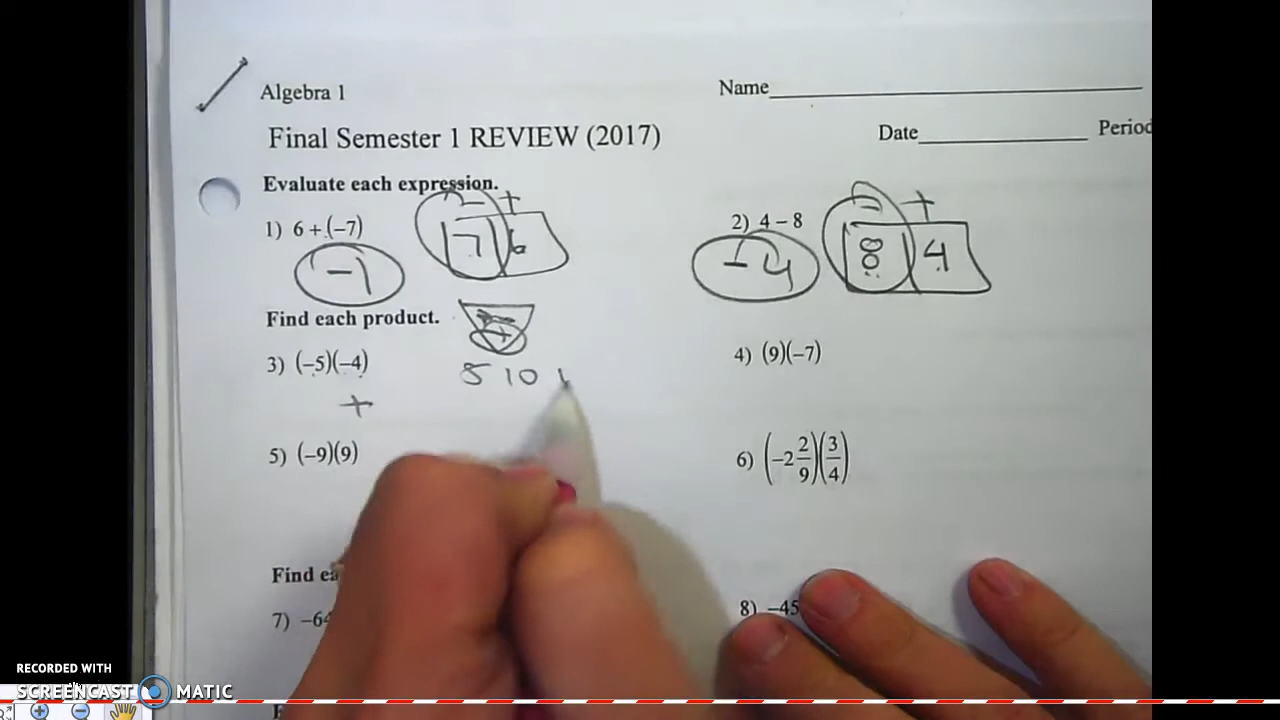 Algebra 1
Name
Final Semester 1 REVIEW (2017)
Date
Period
Evaluate each expression.
1) 6 + (−7)
− +
7 6
−1
2) 4 − 8
− +
8 4
−4
Find each product.
3) (−5)(−4)
+
+
5 10
4) (9)(−7)
5) (−9)(9)
6) (−2 2/9)(3/4)
7) −64
8) −45
RECORDED WITH
SCREENCAST MATIC